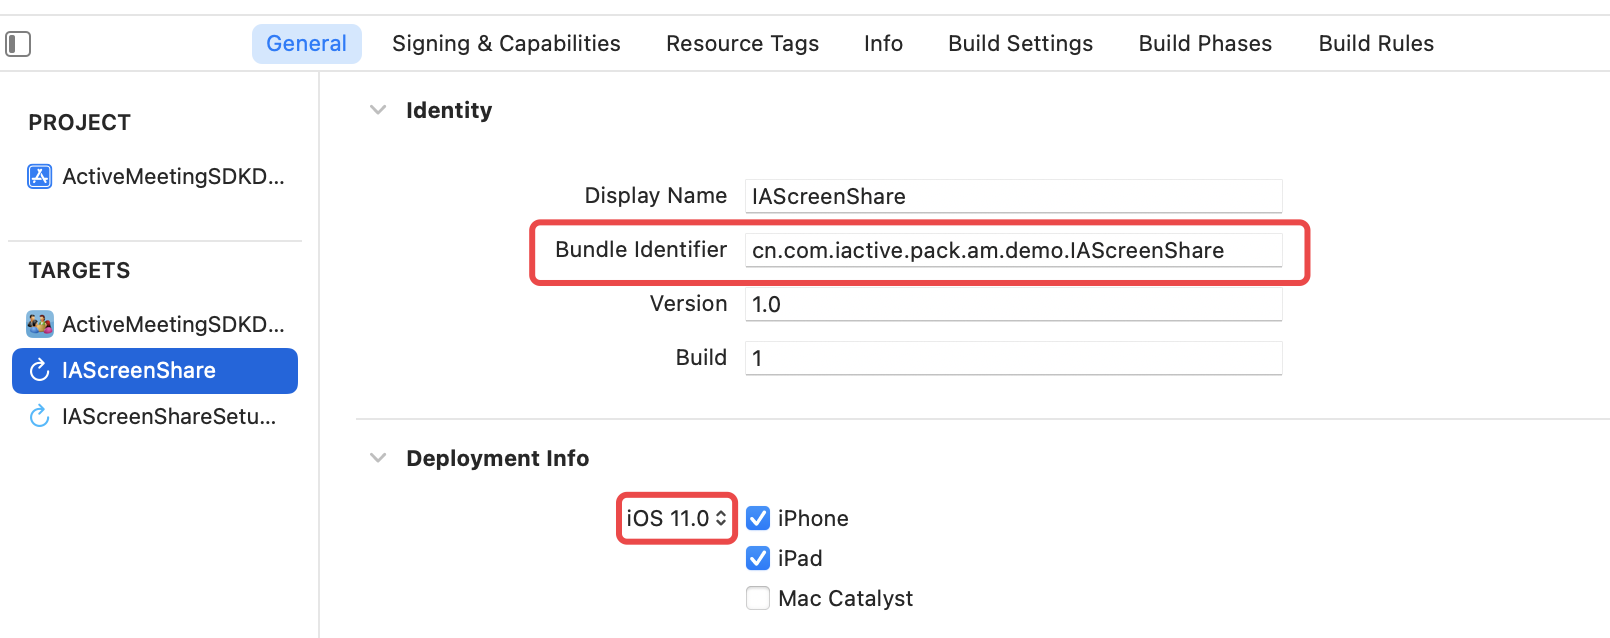 General Signing & Capabilities Resource Tags Info Build Settings Build Phases Build Rules
PROJECT
ActiveMeetingSDKD...
TARGETS
ActiveMeetingSDKD...
IAScreenShare
IAScreenShareSetu...
Identity
Display Name IAScreenShare
Bundle Identifier cn.com.iactive.pack.am.demo.IAScreenShare
Version 1.0
Build 1
Deployment Info
iOS 11.0 iPhone
iPad
Mac Catalyst